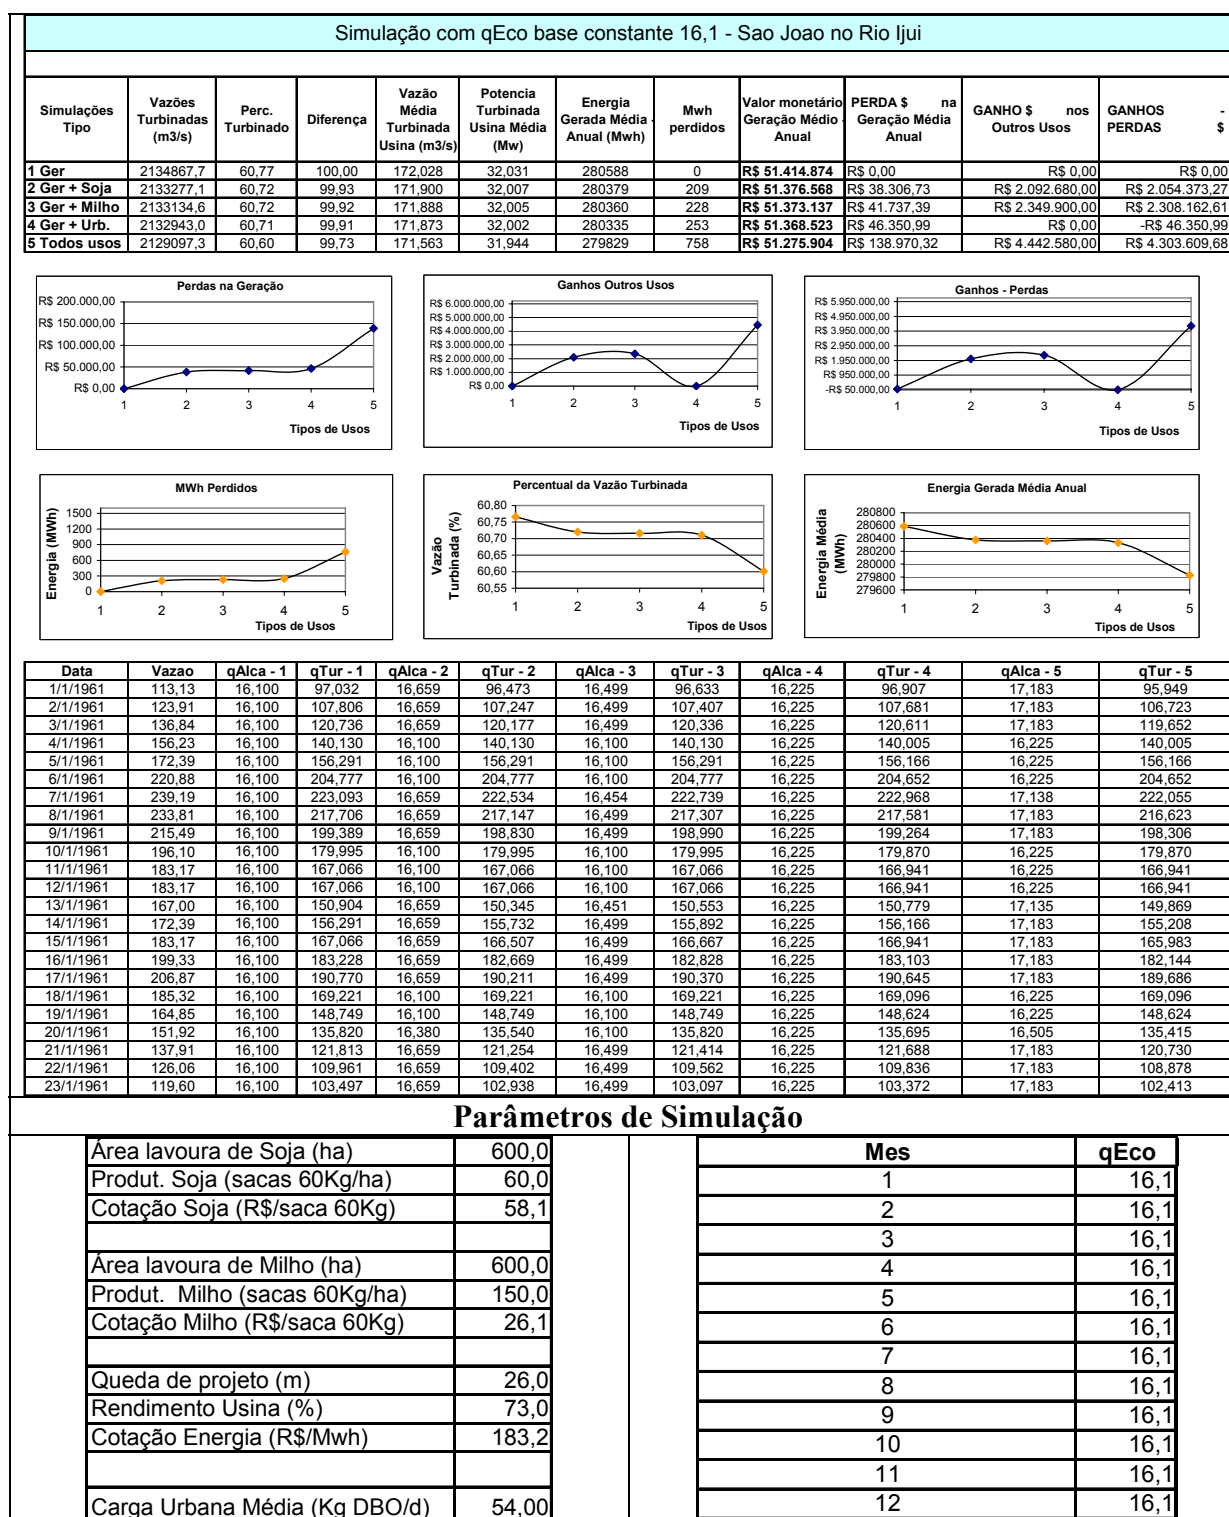 Simulação com qEco base constante 16,1 - Sao Joao no Rio Ijui
Simulações Tipo | Vazões Turbinadas (m3/s) | Perc. Turbinado | Diferença | Vazão Média Turbinada Usina (m3/s) | Potencia Turbinada Usina Média (Mw) | Energia Gerada Média - Anual (Mwh) | Mwh perdidos | Valor monetário Geração Médio - Anual | PERDA $ na Geração Média Anual | GANHO $ nos Outros Usos | GANHOS - PERDAS $
1 Ger | 2134867,7 | 60,77 | 100,00 | 172,028 | 32,031 | 280588 | 0 | R$ 51.414.874 | R$ 0,00 | R$ 0,00 | R$ 0,00
2 Ger + Soja | 2133277,1 | 60,72 | 99,93 | 171,900 | 32,007 | 280379 | 209 | R$ 51.376.568 | R$ 38.306,73 | R$ 2.092.680,00 | R$ 2.054.373,27
3 Ger + Milho | 2133134,6 | 60,72 | 99,92 | 171,888 | 32,005 | 280360 | 228 | R$ 51.373.137 | R$ 41.737,39 | R$ 2.349.900,00 | R$ 2.308.162,61
4 Ger + Urb. | 2132943,0 | 60,71 | 99,91 | 171,873 | 32,002 | 280335 | 253 | R$ 51.368.523 | R$ 46.350,99 | R$ 0,00 | -R$ 46.350,99
5 Todos usos | 2129097,3 | 60,60 | 99,73 | 171,563 | 31,944 | 279829 | 758 | R$ 51.275.904 | R$ 138.970,32 | R$ 4.442.580,00 | R$ 4.303.609,68
Perdas na Geração
R$ 200.000,00
R$ 150.000,00
R$ 100.000,00
R$ 50.000,00
R$ 0,00
1 2 3 4 5
Tipos de Usos
Ganhos Outros Usos
R$ 6.000.000,00
R$ 5.000.000,00
R$ 4.000.000,00
R$ 3.000.000,00
R$ 2.000.000,00
R$ 1.000.000,00
R$ 0,00
1 2 3 4 5
Tipos de Usos
Ganhos - Perdas
R$ 5.950.000,00
R$ 4.950.000,00
R$ 3.950.000,00
R$ 2.950.000,00
R$ 1.950.000,00
R$ 950.000,00
-R$ 50.000,00
1 2 3 4 5
Tipos de Usos
MWh Perdidos
Energia (MWh)
1500
1200
900
600
300
0
1 2 3 4 5
Tipos de Usos
Percentual da Vazão Turbinada
Vazão Turbinada (%)
60,80
60,75
60,70
60,65
60,60
60,55
1 2 3 4 5
Tipos de Usos
Energia Gerada Média Anual
Energia Média (MWh)
280800
280600
280400
280200
280000
279800
279600
1 2 3 4 5
Tipos de Usos
Data | Vazao | qAlca - 1 | qTur - 1 | qAlca - 2 | qTur - 2 | qAlca - 3 | qTur - 3 | qAlca - 4 | qTur - 4 | qAlca - 5 | qTur - 5
1/1/1961 | 113,13 | 16,100 | 97,032 | 16,659 | 96,473 | 16,499 | 96,633 | 16,225 | 96,907 | 17,183 | 95,949
2/1/1961 | 123,91 | 16,100 | 107,806 | 16,659 | 107,247 | 16,499 | 107,407 | 16,225 | 107,681 | 17,183 | 106,723
3/1/1961 | 136,84 | 16,100 | 120,736 | 16,659 | 120,177 | 16,499 | 120,336 | 16,225 | 120,611 | 17,183 | 119,652
4/1/1961 | 156,23 | 16,100 | 140,130 | 16,100 | 140,130 | 16,100 | 140,130 | 16,225 | 140,005 | 16,225 | 140,005
5/1/1961 | 172,39 | 16,100 | 156,291 | 16,100 | 156,291 | 16,100 | 156,291 | 16,225 | 156,166 | 16,225 | 156,166
6/1/1961 | 220,88 | 16,100 | 204,777 | 16,100 | 204,777 | 16,100 | 204,777 | 16,225 | 204,652 | 16,225 | 204,652
7/1/1961 | 239,19 | 16,100 | 223,093 | 16,659 | 222,534 | 16,454 | 222,739 | 16,225 | 222,968 | 17,138 | 222,055
8/1/1961 | 233,81 | 16,100 | 217,706 | 16,659 | 217,147 | 16,499 | 217,307 | 16,225 | 217,581 | 17,183 | 216,623
9/1/1961 | 215,49 | 16,100 | 199,389 | 16,659 | 198,830 | 16,499 | 198,990 | 16,225 | 199,264 | 17,183 | 198,306
10/1/1961 | 196,10 | 16,100 | 179,995 | 16,100 | 179,995 | 16,100 | 179,995 | 16,225 | 179,870 | 16,225 | 179,870
11/1/1961 | 183,17 | 16,100 | 167,066 | 16,100 | 167,066 | 16,100 | 167,066 | 16,225 | 166,941 | 16,225 | 166,941
12/1/1961 | 183,17 | 16,100 | 167,066 | 16,100 | 167,066 | 16,100 | 167,066 | 16,225 | 166,941 | 16,225 | 166,941
13/1/1961 | 167,00 | 16,100 | 150,904 | 16,659 | 150,345 | 16,451 | 150,553 | 16,225 | 150,779 | 17,135 | 149,869
14/1/1961 | 172,39 | 16,100 | 156,291 | 16,659 | 155,732 | 16,499 | 155,892 | 16,225 | 156,166 | 17,183 | 155,208
15/1/1961 | 183,17 | 16,100 | 167,066 | 16,659 | 166,507 | 16,499 | 166,667 | 16,225 | 166,941 | 17,183 | 165,983
16/1/1961 | 199,33 | 16,100 | 183,228 | 16,659 | 182,669 | 16,499 | 182,828 | 16,225 | 183,103 | 17,183 | 182,144
17/1/1961 | 206,87 | 16,100 | 190,770 | 16,659 | 190,211 | 16,499 | 190,370 | 16,225 | 190,645 | 17,183 | 189,686
18/1/1961 | 185,32 | 16,100 | 169,221 | 16,100 | 169,221 | 16,100 | 169,221 | 16,225 | 169,096 | 16,225 | 169,096
19/1/1961 | 164,85 | 16,100 | 148,749 | 16,100 | 148,749 | 16,100 | 148,749 | 16,225 | 148,624 | 16,225 | 148,624
20/1/1961 | 151,92 | 16,100 | 135,820 | 16,380 | 135,540 | 16,100 | 135,820 | 16,225 | 135,695 | 16,505 | 135,415
21/1/1961 | 137,91 | 16,100 | 121,813 | 16,659 | 121,254 | 16,499 | 121,414 | 16,225 | 121,688 | 17,183 | 120,730
22/1/1961 | 126,06 | 16,100 | 109,961 | 16,659 | 109,402 | 16,499 | 109,562 | 16,225 | 109,836 | 17,183 | 108,878
23/1/1961 | 119,60 | 16,100 | 103,497 | 16,659 | 102,938 | 16,499 | 103,097 | 16,225 | 103,372 | 17,183 | 102,413
Parâmetros de Simulação
Área lavoura de Soja (ha) 600,0
Produt. Soja (sacas 60Kg/ha) 60,0
Cotação Soja (R$/saca 60Kg) 58,1
Área lavoura de Milho (ha) 600,0
Produt. Milho (sacas 60Kg/ha) 150,0
Cotação Milho (R$/saca 60Kg) 26,1
Queda de projeto (m) 26,0
Rendimento Usina (%) 73,0
Cotação Energia (R$/Mwh) 183,2
Carga Urbana Média (Kg DBO/d) 54,00
Mes | qEco
1 | 16,1
2 | 16,1
3 | 16,1
4 | 16,1
5 | 16,1
6 | 16,1
7 | 16,1
8 | 16,1
9 | 16,1
10 | 16,1
11 | 16,1
12 | 16,1